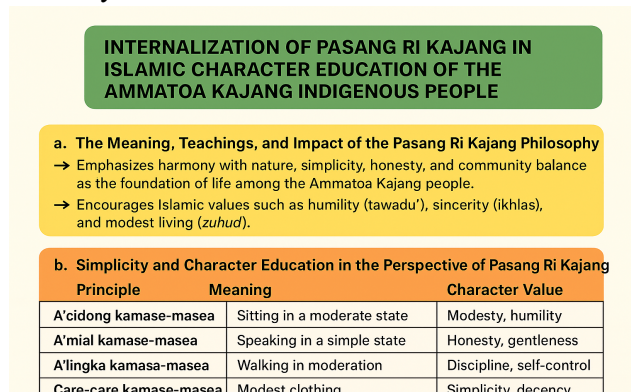 INTERNALIZATION OF PASANG RI KAJANG IN
ISLAMIC CHARACTER EDUCATION OF THE
AMMATOA KAJANG INDIGENOUS PEOPLE
a. The Meaning, Teachings, and Impact of the Pasang Ri Kajang Philosophy
→ Emphasizes harmony with nature, simplicity, honesty, and community balance
as the foundation of life among the Ammatoa Kajang people.
→ Encourages Islamic values such as humility (tawadu’), sincerity (ikhlas),
and modest living (zuhud).
b. Simplicity and Character Education in the Perspective of Pasang Ri Kajang
Principle Meaning Character Value
A’cidong kamase-masea Sitting in a moderate state Modesty, humility
A’mial kamase-masea Speaking in a simple state Honesty, gentleness
A’lingka kamasa-masea Walking in moderation Discipline, self-control
Care-care kamase-masea Modest clothing Simplicity, decency